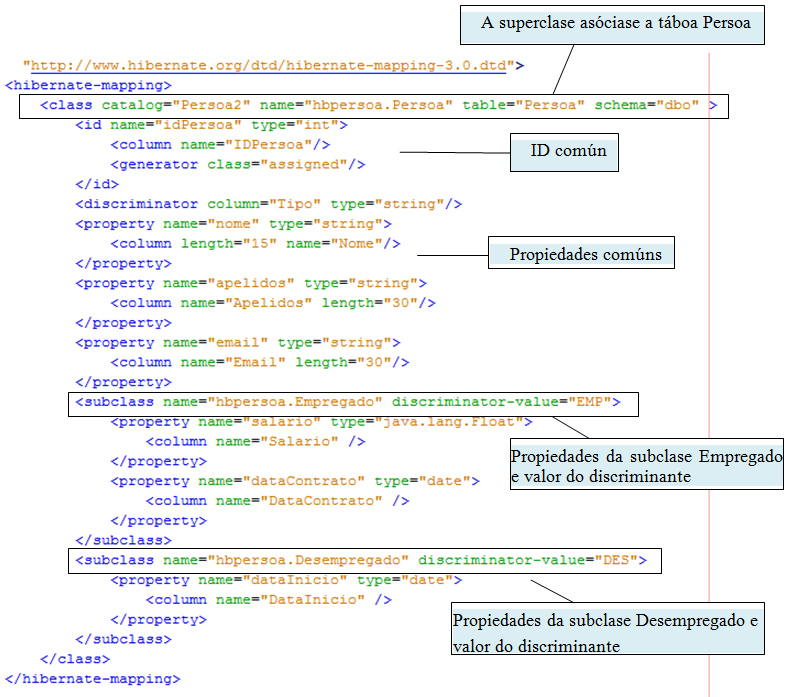 A superclase asóciase a táboa Persoa
"http://www.hibernate.org/dtd/hibernate-mapping-3.0.dtd">
<hibernate-mapping>
<class catalog="Persoa2" name="hbpersoa.Persoa" table="Persoa" schema="dbo" >
<id name="idPersoa" type="int">
<column name="IDPersoa"/>
ID común
<generator class="assigned"/>
</id>
<discriminator column="Tipo" type="string"/>
<property name="nome" type="string">
<column length="15" name="Nome"/>
Propiedades comúns
</property>
<property name="apelidos" type="string">
<column name="Apelidos" length="30"/>
</property>
<property name="email" type="string">
<column name="Email" length="30"/>
</property>
<subclass name="hbpersoa.Empregado" discriminator-value="EMP">
<property name="salario" type="java.lang.Float">
<column name="Salario" />
Propiedades da subclase Empregado
e valor do discriminante
</property>
<property name="dataContrato" type="date">
<column name="DataContrato" />
</property>
</subclass>
<subclass name="hbpersoa.Desempregado" discriminator-value="DES">
<property name="dataInicio" type="date">
<column name="DataInicio" />
</property>
Propiedades da subclase Desempregado e
valor do discriminante
</subclass>
</class>
</hibernate-mapping>